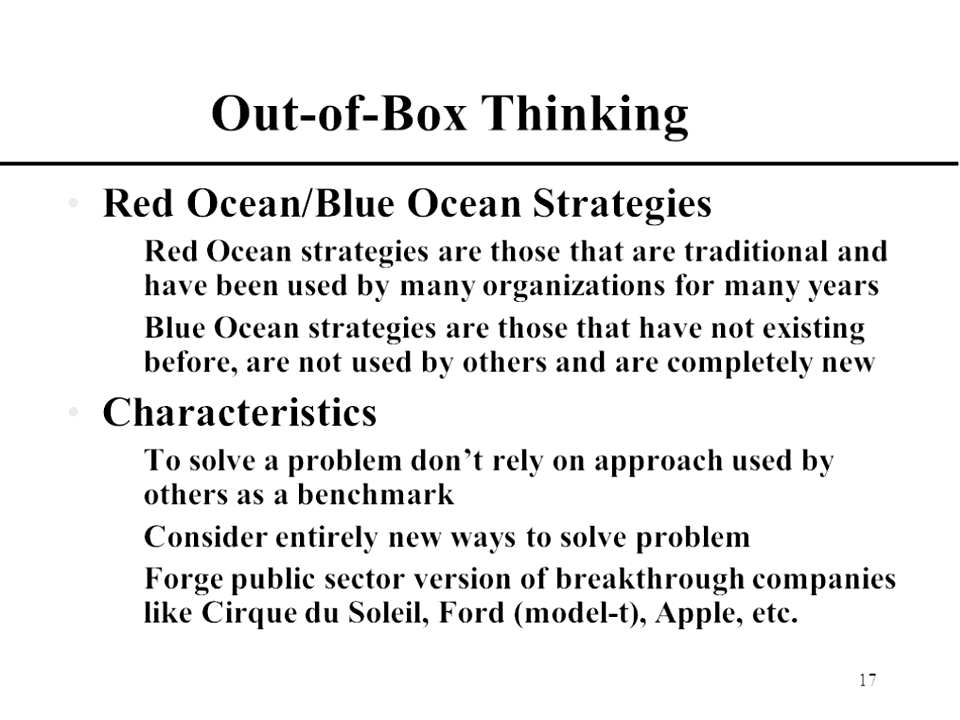 Out-of-Box Thinking
• Red Ocean/Blue Ocean Strategies
Red Ocean strategies are those that are traditional and
have been used by many organizations for many years
Blue Ocean strategies are those that have not existing
before, are not used by others and are completely new
• Characteristics
To solve a problem don’t rely on approach used by
others as a benchmark
Consider entirely new ways to solve problem
Forge public sector version of breakthrough companies
like Cirque du Soleil, Ford (model-t), Apple, etc.
17